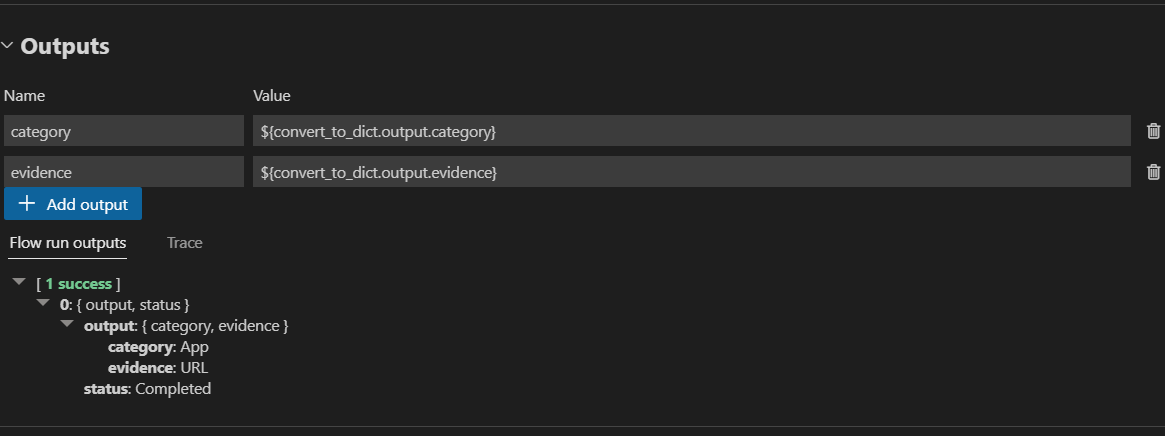 Outputs
Name Value
category ${convert_to_dict.output.category}
evidence ${convert_to_dict.output.evidence}
+ Add output
Flow run outputs Trace
[ 1 success ]
0: { output, status }
output: { category, evidence }
category: App
evidence: URL
status: Completed